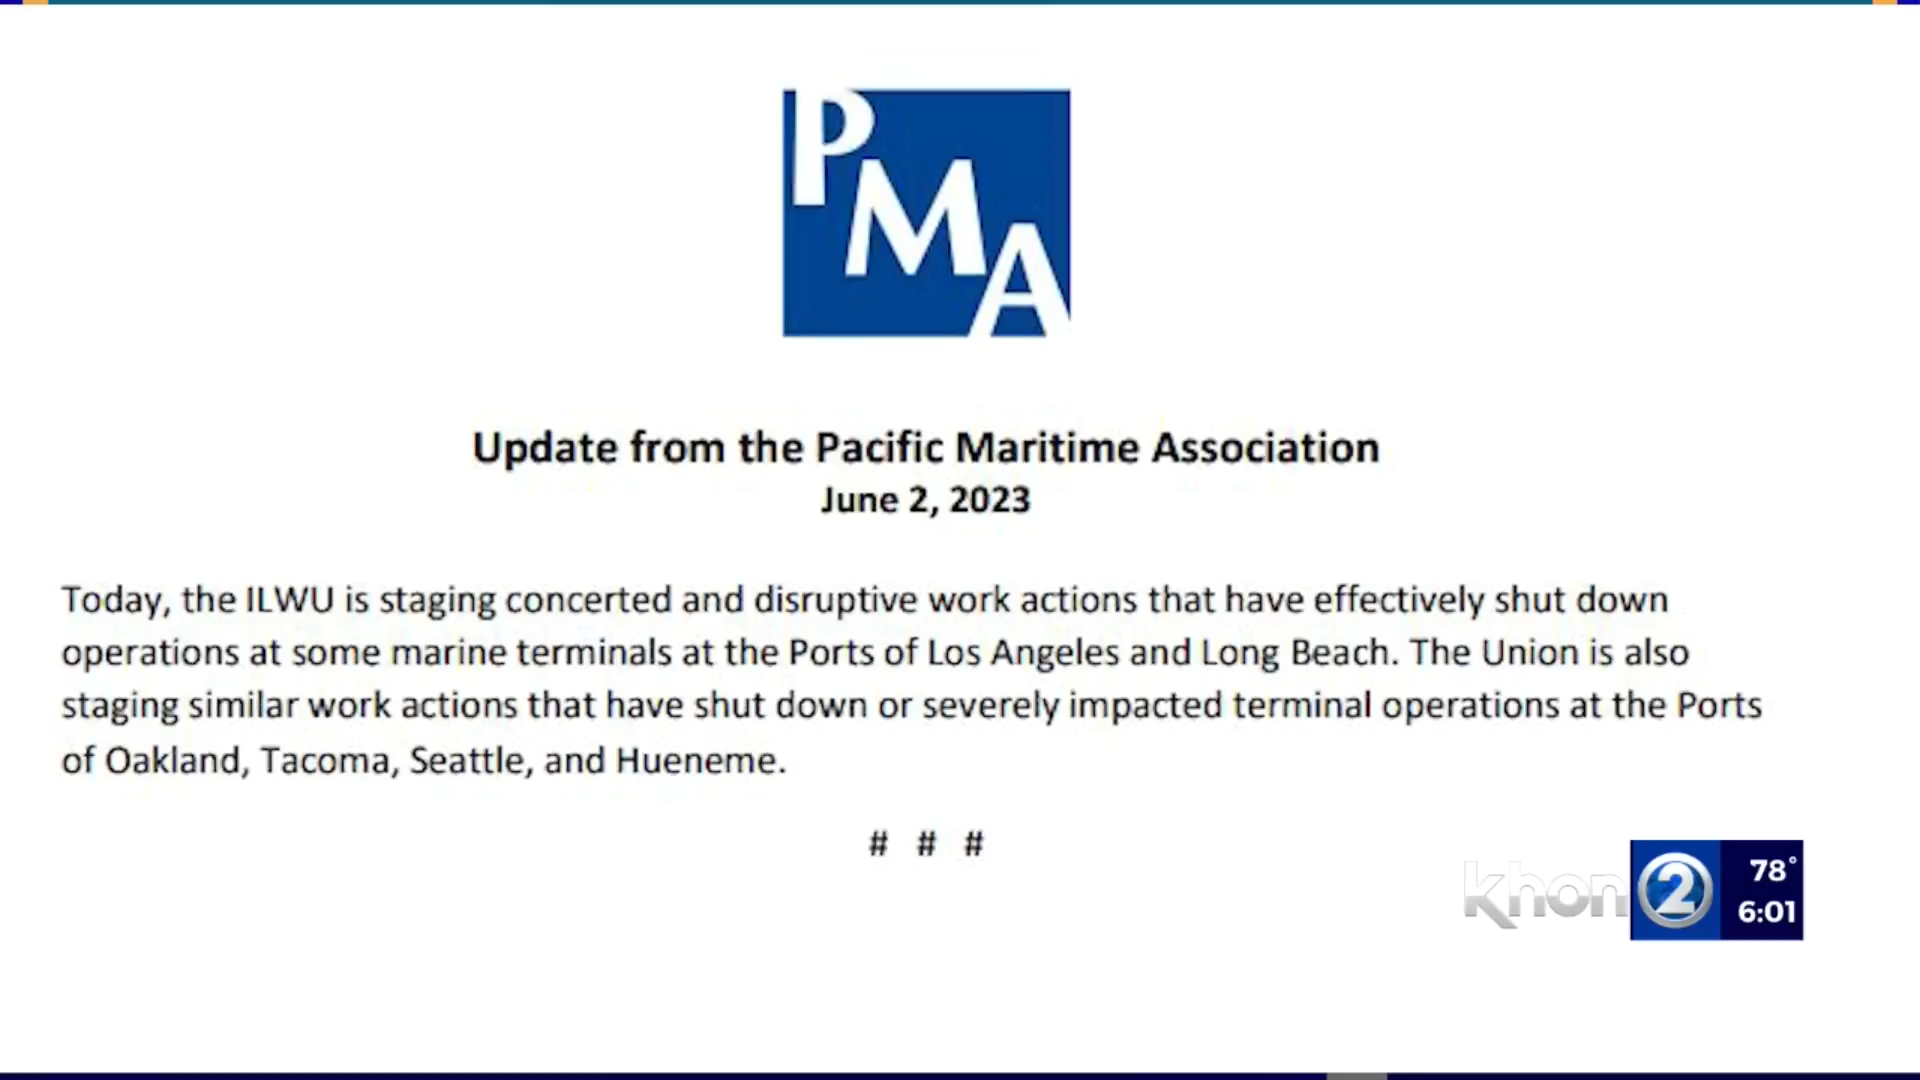 PMA
Update from the Pacific Maritime Association
June 2, 2023
Today, the ILWU is staging concerted and disruptive work actions that have effectively shut down
operations at some marine terminals at the Ports of Los Angeles and Long Beach. The Union is also
staging similar work actions that have shut down or severely impacted terminal operations at the Ports
of Oakland, Tacoma, Seattle, and Hueneme.
# # #
khon 2 78°
6:01